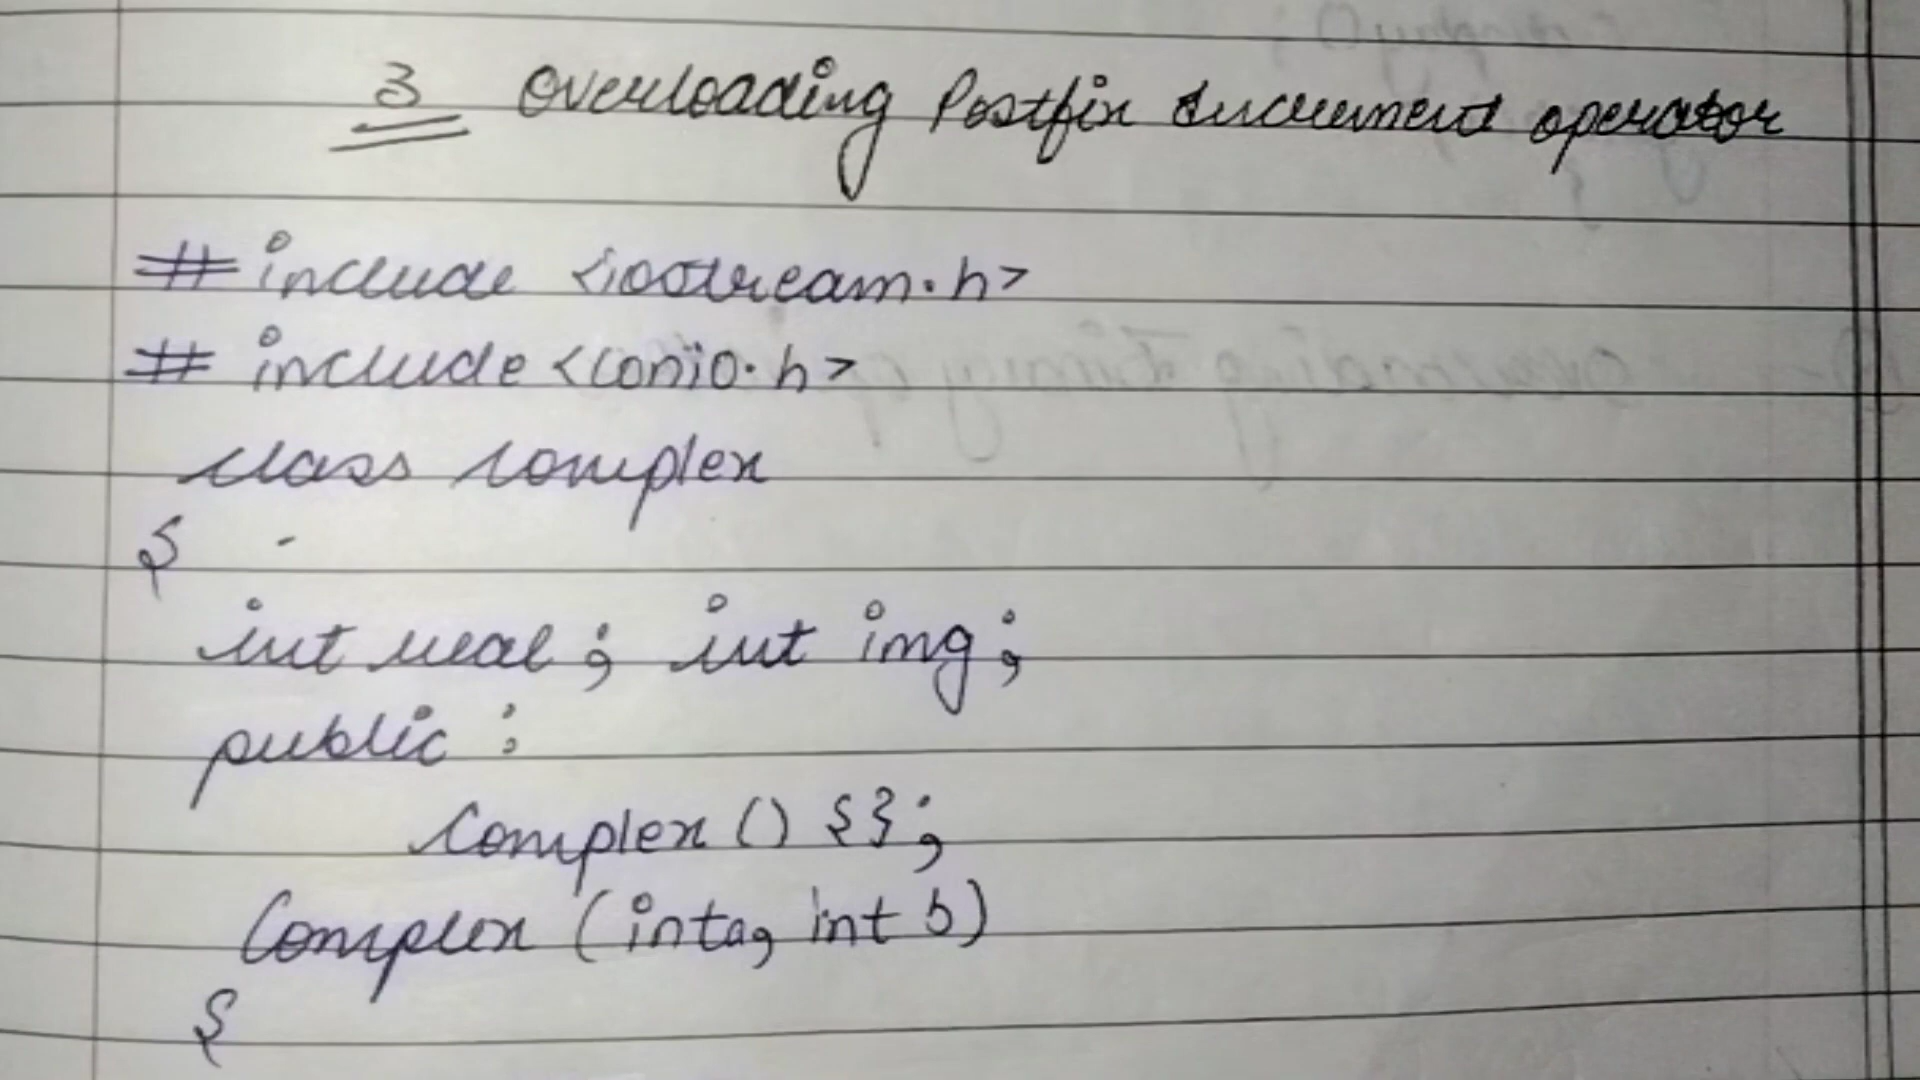 3 Overloading Postfix Increment operator
# include <iostream.h>
# include <conio.h>
class complex
{
int real ; int img ;
public :
complex () {} ;
Complex (int a, int b)
{